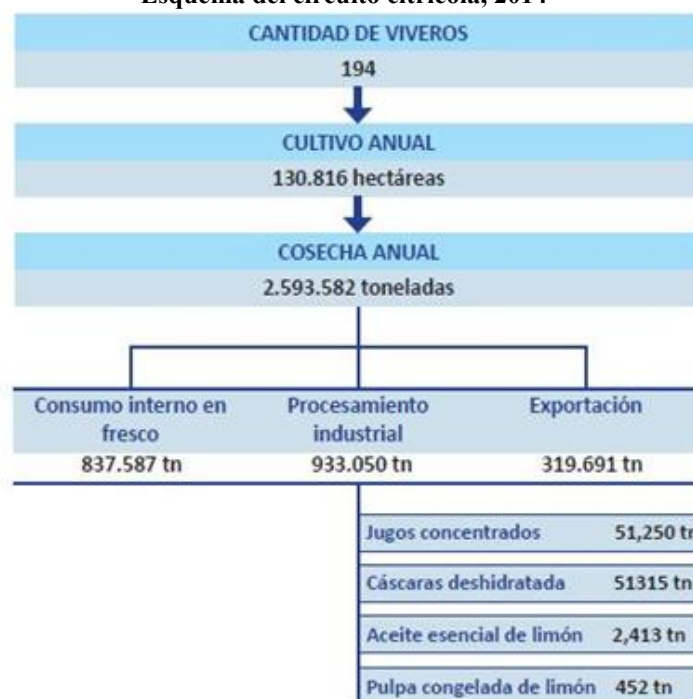 Esquema del circuito citrícola, 2014
CANTIDAD DE VIVEROS
194
CULTIVO ANUAL
130.816 hectáreas
COSECHA ANUAL
2.593.582 toneladas
Consumo interno en
fresco
837.587 tn
Procesamiento
industrial
933.050 tn
Exportación
319.691 tn
Jugos concentrados 51,250 tn
Cáscaras deshidratada 51315 tn
Aceite esencial de limón 2,413 tn
Pulpa congelada de limón 452 tn